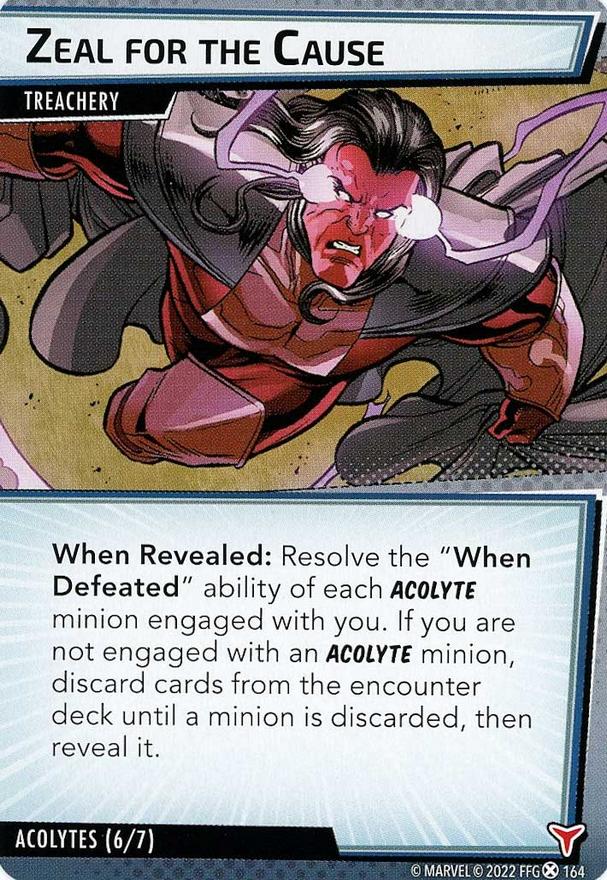 Zeal for the Cause
TREACHERY
When Revealed: Resolve the "When
Defeated" ability of each ACOLYTE
minion engaged with you. If you are
not engaged with an ACOLYTE minion,
discard cards from the encounter
deck until a minion is discarded, then
reveal it.
ACOLYTES (6/7)
© MARVEL © 2022 FFG 164